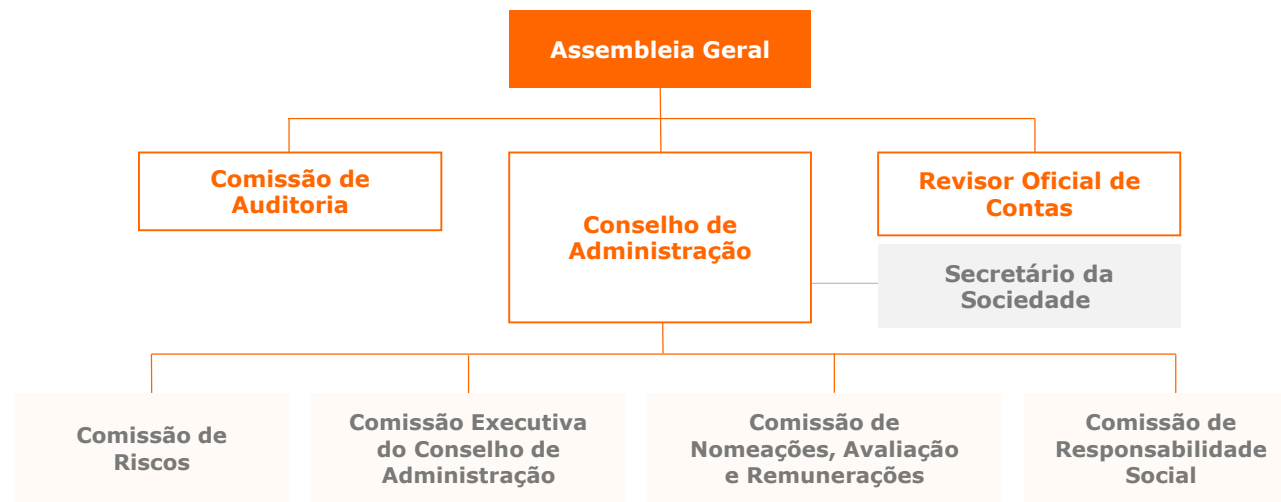 Assembleia Geral
Comissão de
Auditoria
Conselho de
Administração
Revisor Oficial de
Contas
Secretário da
Sociedade
Comissão de
Riscos
Comissão Executiva
do Conselho de
Administração
Comissão de
Nomeações, Avaliação
e Remunerações
Comissão de
Responsabilidade
Social